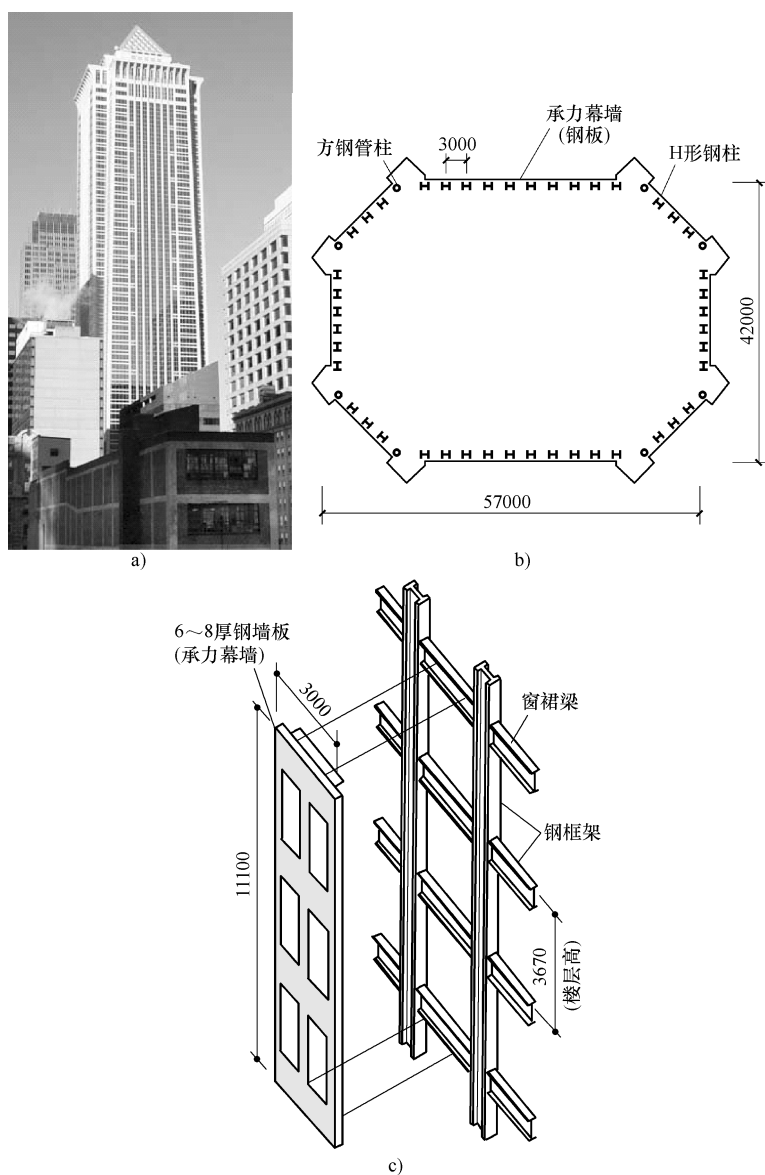 a)
承力幕墙
(钢板)
3000
方钢管柱
H形钢柱
42000
57000
b)
6～8厚钢墙板
(承力幕墙)
3000
窗裙梁
钢框架
11100
3670
(楼层高)
c)